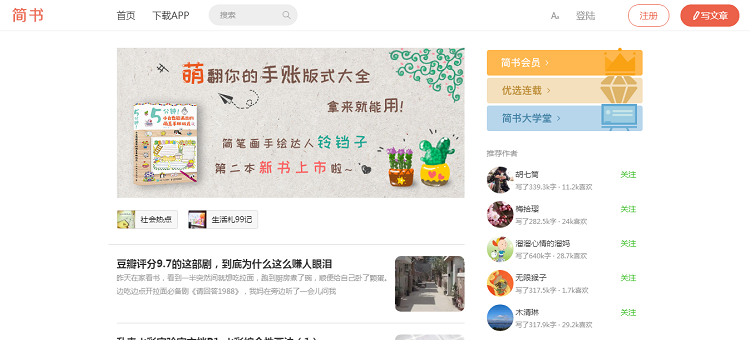 简书
首页
下载APP
搜索
Aa
登陆
注册
写文章
萌翻你的手账版式大全
拿来就能用!
简笔画手绘达人铃铛子
第二本新书上市啦~
5分钟!
简书会员 >
优选连载 >
简书大学堂 >
社会热点
生活札99记
推荐作者
胡七筒
关注
写了339.3k字 · 11.2k喜欢
梅拾璎
关注
写了282.5k字 · 24k喜欢
溜溜心情的溜妈
关注
写了640k字 · 28.7k喜欢
无限猴子
关注
写了317.5k字 · 1.7k喜欢
木清琳
关注
写了317.9k字 · 29.2k喜欢
豆瓣评分9.7的这部剧，到底为什么这么赚人眼泪
昨天在家看书，看到一半突然间就想吃拉面，跑到厨房煮了碗，顺便给自己卧了颗蛋。
边吃边点开拉面必备剧《请回答1988》，我妈在旁边听了一会儿问我